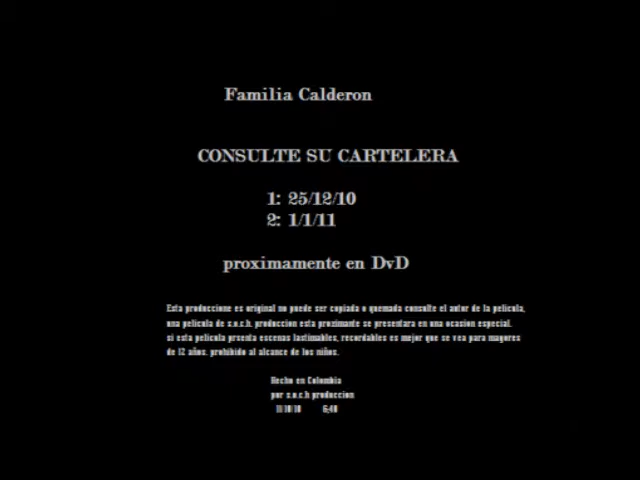 Familia Calderon
CONSULTE SU CARTELERA
1: 25/12/10
2: 1/1/11
proximamente en DvD
Esta produccione es original no puede ser copiada o quemada consulte el autor de la pelicula,
una pelicula de s.o.c.h. produccion esta proximante se presentara en una ocasion especial.
si esta pelicula prsenta escenas lastimables, recordables es mejor que se vea para mayores
de 12 años. prohibido al alcance de los niños.
Hecho en Colombia
por s.o.c.h produccion
11/10/10 6:40